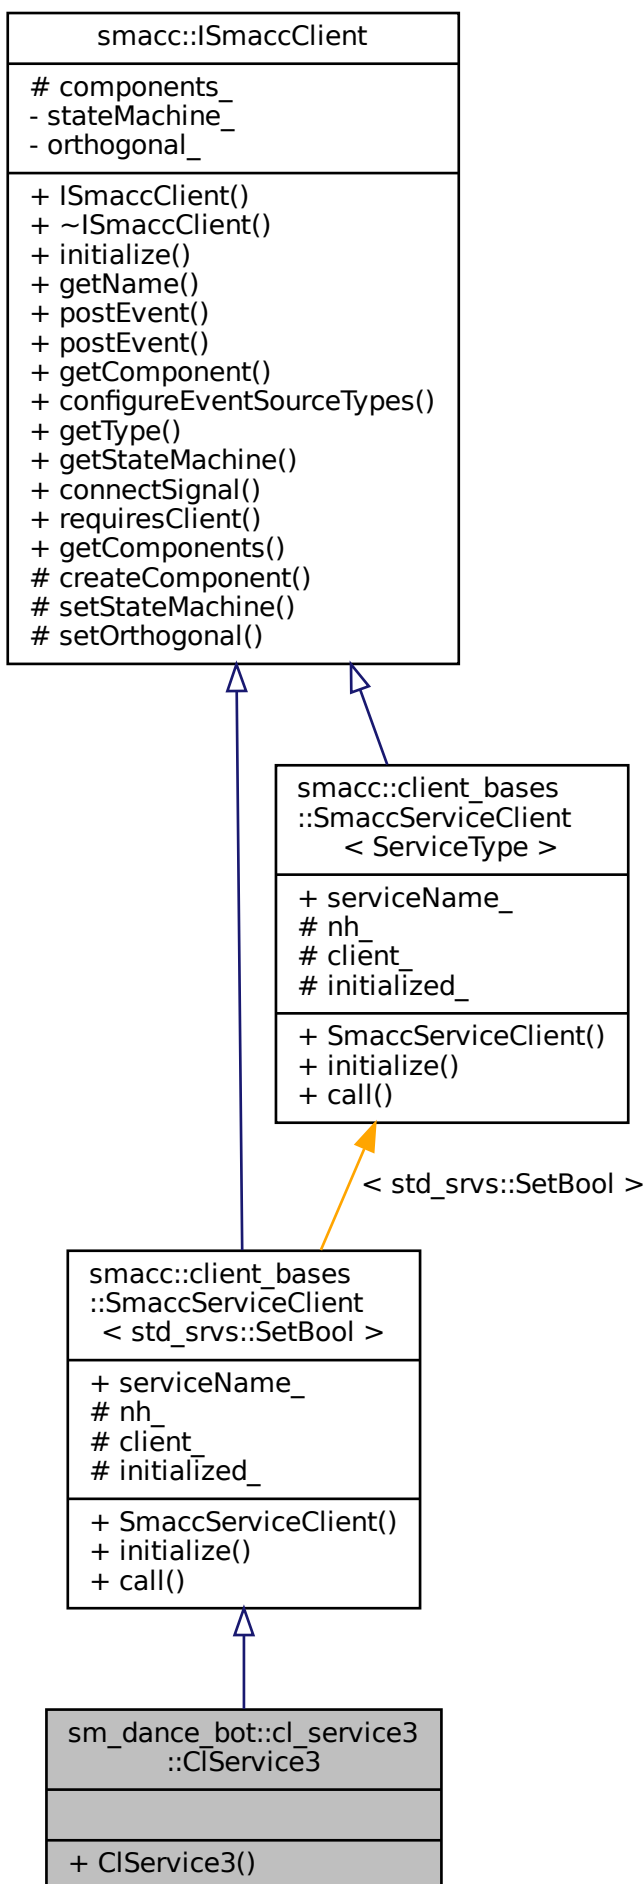 smacc::ISmaccClient
# components_
- stateMachine_
- orthogonal_
+ ISmaccClient()
+ ~ISmaccClient()
+ initialize()
+ getName()
+ postEvent()
+ postEvent()
+ getComponent()
+ configureEventSourceTypes()
+ getType()
+ getStateMachine()
+ connectSignal()
+ requiresClient()
+ getComponents()
# createComponent()
# setStateMachine()
# setOrthogonal()
smacc::client_bases
::SmaccServiceClient
< ServiceType >
+ serviceName_
# nh_
# client_
# initialized_
+ SmaccServiceClient()
+ initialize()
+ call()
< std_srvs::SetBool >
smacc::client_bases
::SmaccServiceClient
< std_srvs::SetBool >
+ serviceName_
# nh_
# client_
# initialized_
+ SmaccServiceClient()
+ initialize()
+ call()
sm_dance_bot::cl_service3
::ClService3
+ ClService3()